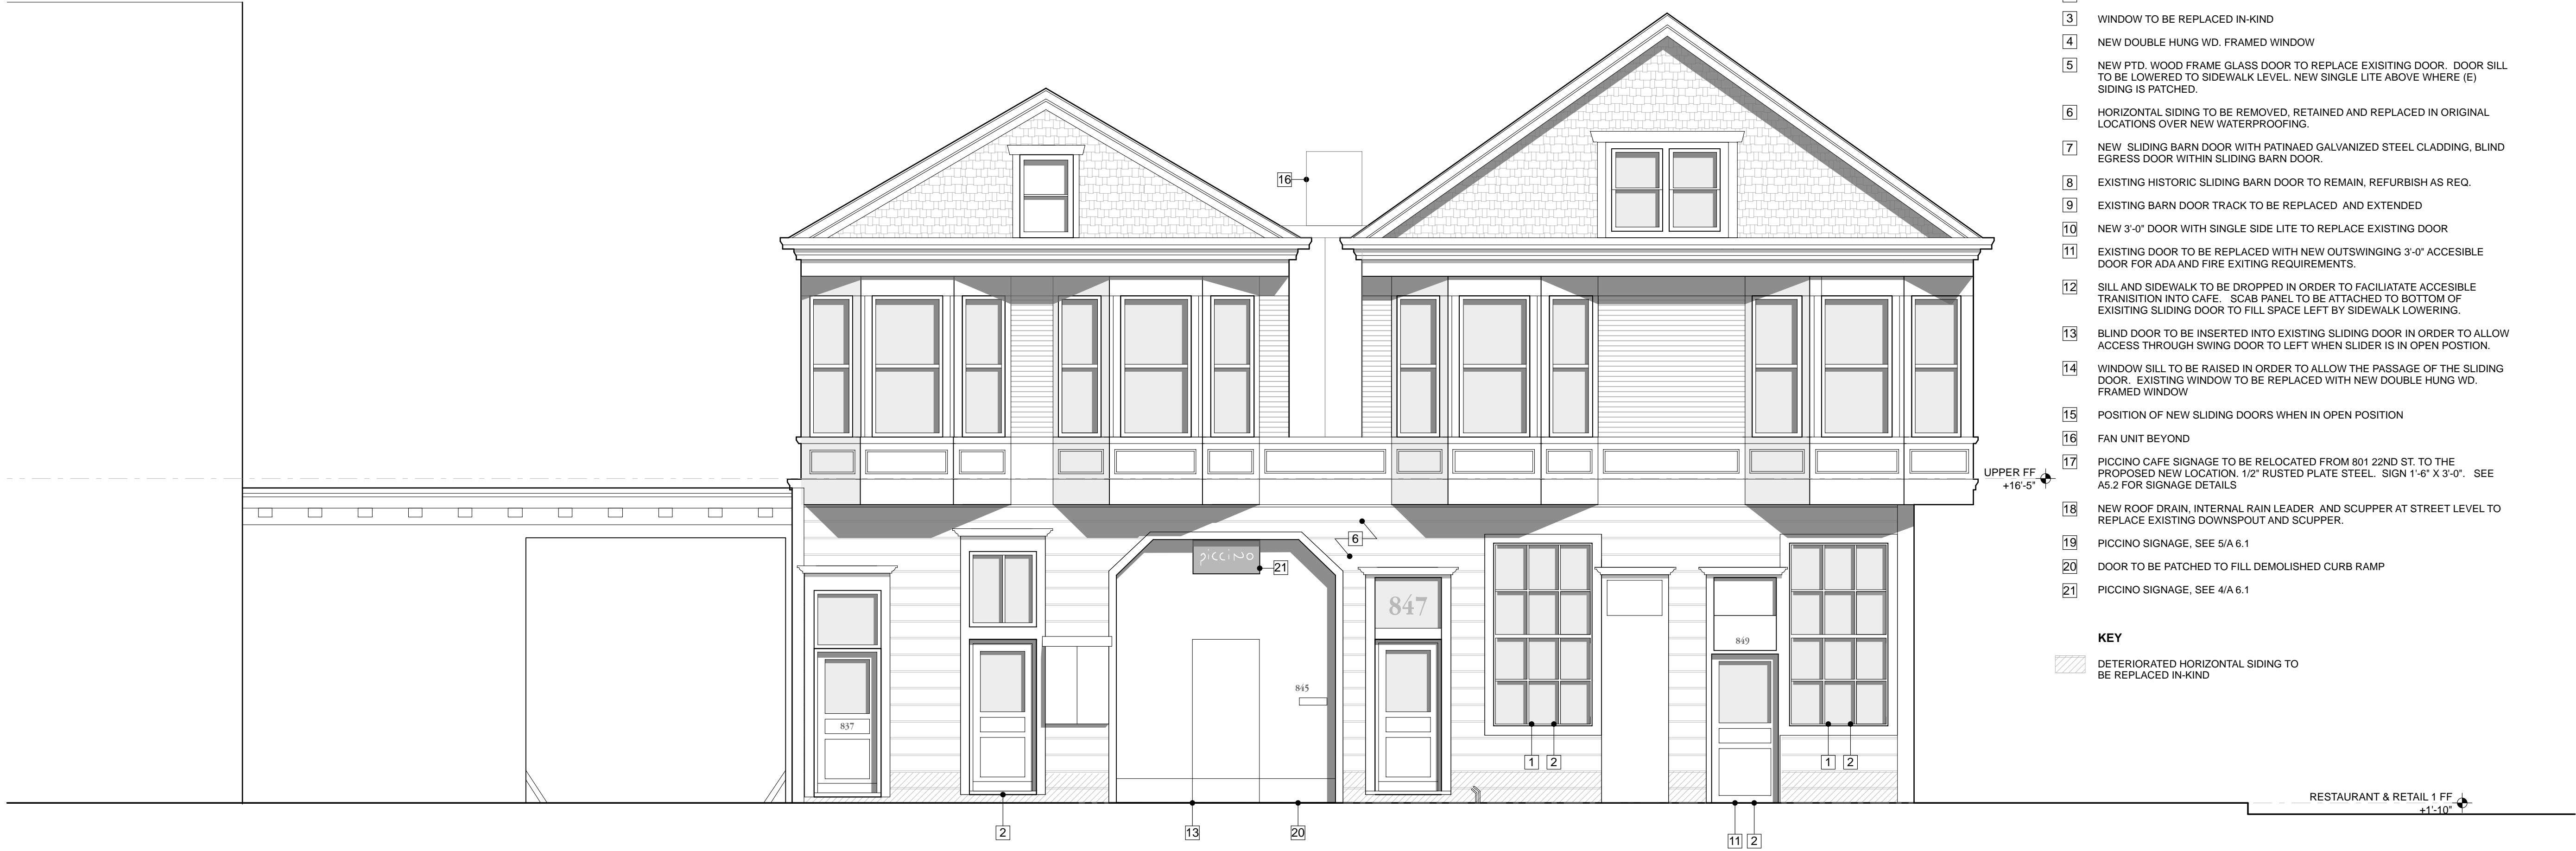 3 WINDOW TO BE REPLACED IN-KIND
4 NEW DOUBLE HUNG WD. FRAMED WINDOW
5 NEW PTD. WOOD FRAME GLASS DOOR TO REPLACE EXISITING DOOR. DOOR SILL
TO BE LOWERED TO SIDEWALK LEVEL. NEW SINGLE LITE ABOVE WHERE (E)
SIDING IS PATCHED.
6 HORIZONTAL SIDING TO BE REMOVED, RETAINED AND REPLACED IN ORIGINAL
LOCATIONS OVER NEW WATERPROOFING.
7 NEW SLIDING BARN DOOR WITH PATINAED GALVANIZED STEEL CLADDING, BLIND
EGRESS DOOR WITHIN SLIDING BARN DOOR.
8 EXISTING HISTORIC SLIDING BARN DOOR TO REMAIN, REFURBISH AS REQ.
9 EXISTING BARN DOOR TRACK TO BE REPLACED AND EXTENDED
10 NEW 3'-0" DOOR WITH SINGLE SIDE LITE TO REPLACE EXISTING DOOR
11 EXISTING DOOR TO BE REPLACED WITH NEW OUTSWINGING 3'-0" ACCESIBLE
DOOR FOR ADA AND FIRE EXITING REQUIREMENTS.
12 SILL AND SIDEWALK TO BE DROPPED IN ORDER TO FACILIATATE ACCESIBLE
TRANISITION INTO CAFE. SCAB PANEL TO BE ATTACHED TO BOTTOM OF
EXISITING SLIDING DOOR TO FILL SPACE LEFT BY SIDEWALK LOWERING.
13 BLIND DOOR TO BE INSERTED INTO EXISTING SLIDING DOOR IN ORDER TO ALLOW
ACCESS THROUGH SWING DOOR TO LEFT WHEN SLIDER IS IN OPEN POSTION.
14 WINDOW SILL TO BE RAISED IN ORDER TO ALLOW THE PASSAGE OF THE SLIDING
DOOR. EXISTING WINDOW TO BE REPLACED WITH NEW DOUBLE HUNG WD.
FRAMED WINDOW
15 POSITION OF NEW SLIDING DOORS WHEN IN OPEN POSITION
16 FAN UNIT BEYOND
17 PICCINO CAFE SIGNAGE TO BE RELOCATED FROM 801 22ND ST. TO THE
PROPOSED NEW LOCATION. 1/2" RUSTED PLATE STEEL. SIGN 1'-6" X 3'-0". SEE
A5.2 FOR SIGNAGE DETAILS
18 NEW ROOF DRAIN, INTERNAL RAIN LEADER AND SCUPPER AT STREET LEVEL TO
REPLACE EXISTING DOWNSPOUT AND SCUPPER.
19 PICCINO SIGNAGE, SEE 5/A 6.1
20 DOOR TO BE PATCHED TO FILL DEMOLISHED CURB RAMP
21 PICCINO SIGNAGE, SEE 4/A 6.1
KEY
DETERIORATED HORIZONTAL SIDING TO
BE REPLACED IN-KIND
16
UPPER FF
+16'-5"
6
piccino
21
847
849
845
837
1 2
1 2
RESTAURANT & RETAIL 1 FF
+1'-10"
2
13
20
11 2